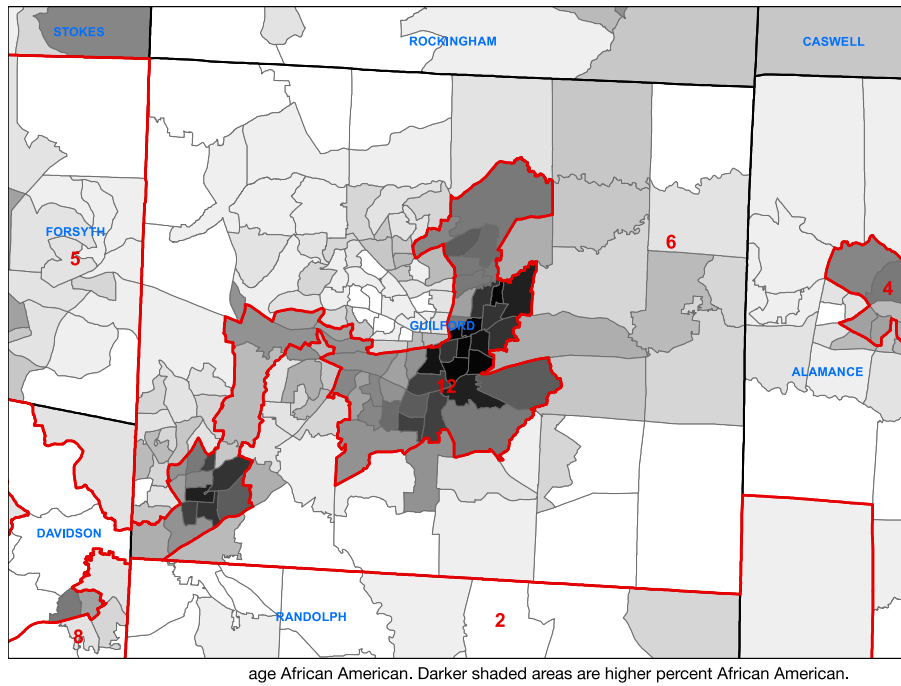 STOKES
ROCKINGHAM
CASWELL
FORSYTH
5
6
4
GUILFORD
ALAMANCE
12
DAVIDSON
RANDOLPH
2
8
age African American. Darker shaded areas are higher percent African American.